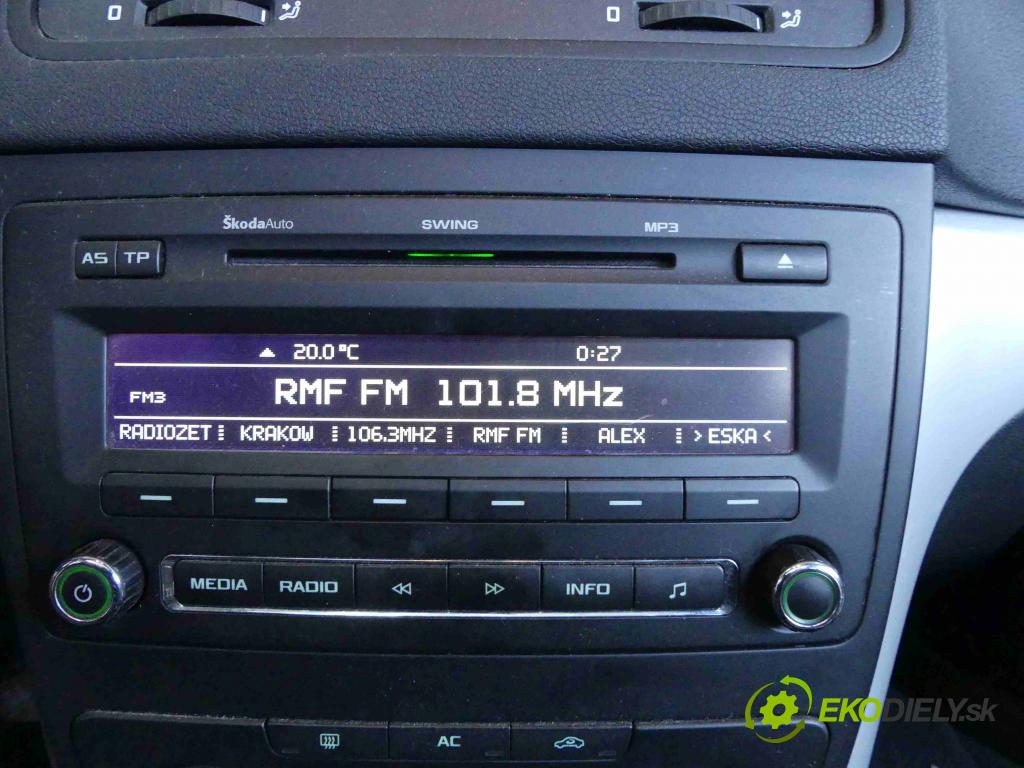 0 0
ŠkodaAuto SWING MP3
AS TP
20.0 °C 0:27
FM3 RMF FM 101.8 MHz
RADIOZET KRAKOW 106.3MHZ RMF FM ALEX > ESKA <
MEDIA RADIO INFO
AC
EKODIELY.sk